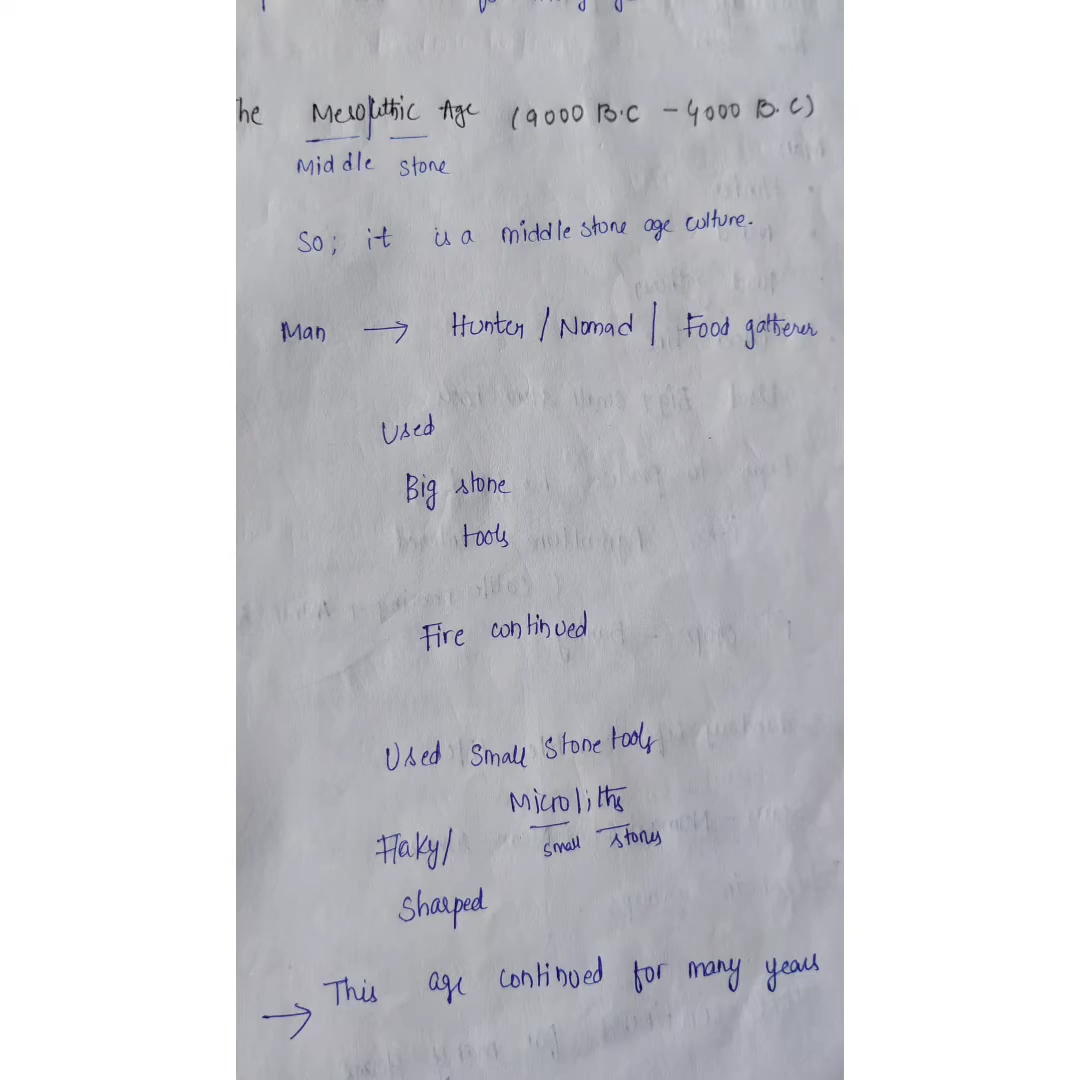 he Mesolithic Age (9000 B.C - 4000 B.C)
Middle stone
So; it is a middle stone age culture.
Man → Hunter / Nomad / Food gatherer
Used
Big stone
tools
Fire continued
Used Small Stone tools
Microliths
small stones
Flaky/
Sharped
→ This age continued for many years